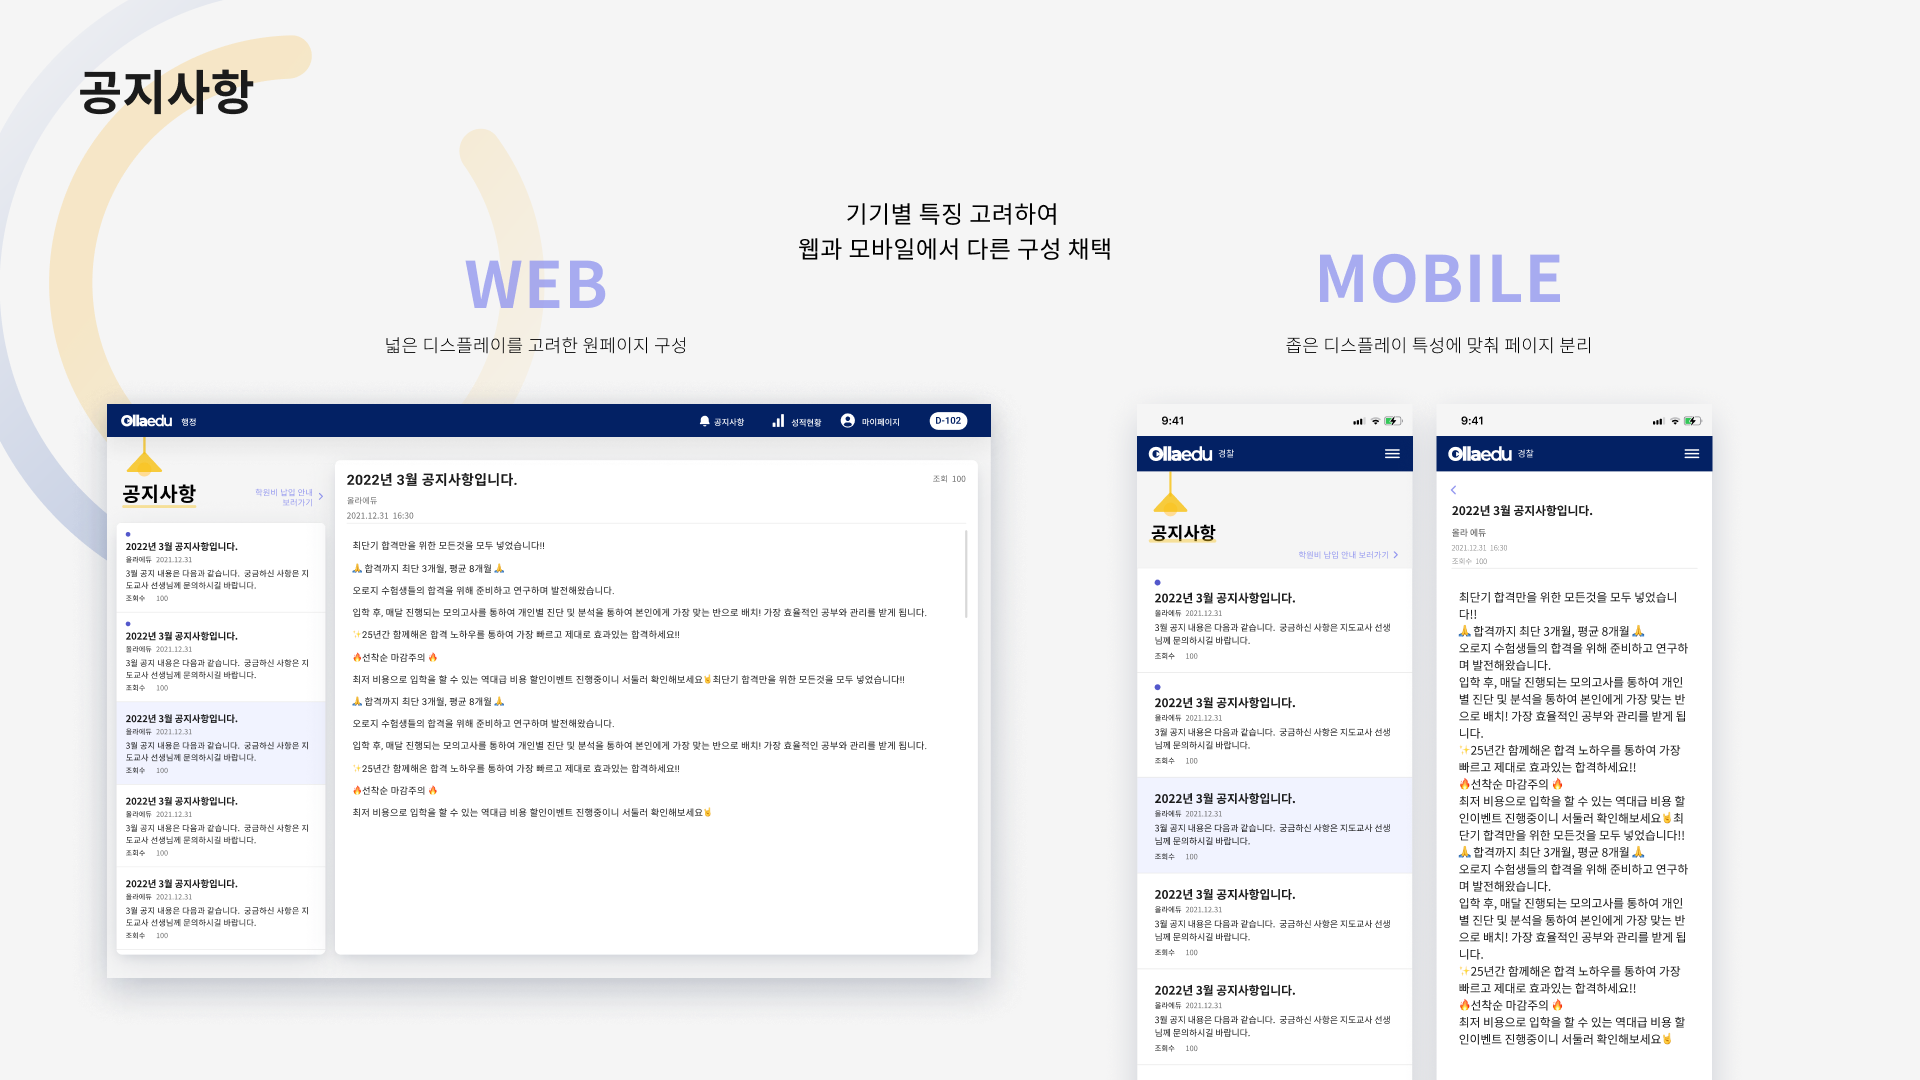 공지사항
기기별 특징 고려하여
웹과 모바일에서 다른 구성 채택
WEB
넓은 디스플레이를 고려한 원페이지 구성
MOBILE
좁은 디스플레이 특성에 맞춰 페이지 분리
Ollaedu 행정
공지사항
성적현황
마이페이지
D-102
공지사항
학원비 납입 안내
보러가기
2022년 3월 공지사항입니다.
올라에듀 2021.12.31
3월 공지 내용은 다음과 같습니다. 궁금하신 사항은 지
도교사 선생님께 문의하시길 바랍니다.
조회수 100
2022년 3월 공지사항입니다.
올라에듀 2021.12.31
3월 공지 내용은 다음과 같습니다. 궁금하신 사항은 지
도교사 선생님께 문의하시길 바랍니다.
조회수 100
2022년 3월 공지사항입니다.
올라에듀 2021.12.31
3월 공지 내용은 다음과 같습니다. 궁금하신 사항은 지
도교사 선생님께 문의하시길 바랍니다.
조회수 100
2022년 3월 공지사항입니다.
올라에듀 2021.12.31
3월 공지 내용은 다음과 같습니다. 궁금하신 사항은 지
도교사 선생님께 문의하시길 바랍니다.
조회수 100
2022년 3월 공지사항입니다.
올라에듀 2021.12.31
3월 공지 내용은 다음과 같습니다. 궁금하신 사항은 지
도교사 선생님께 문의하시길 바랍니다.
조회수 100
2022년 3월 공지사항입니다.
조회 100
올라에듀
2021.12.31 16:30
최단기 합격만을 위한 모든것을 모두 넣었습니다!!
🙏 합격까지 최단 3개월, 평균 8개월 🙏
오로지 수험생들의 합격을 위해 준비하고 연구하며 발전해왔습니다.
입학 후, 매달 진행되는 모의고사를 통하여 개인별 진단 및 분석을 통하여 본인에게 가장 맞는 반으로 배치! 가장 효율적인 공부와 관리를 받게 됩니다.
✨25년간 함께해온 합격 노하우를 통하여 가장 빠르고 제대로 효과있는 합격하세요!!
🔥선착순 마감주의 🔥
최저 비용으로 입학을 할 수 있는 역대급 비용 할인이벤트 진행중이니 서둘러 확인해보세요🤘최단기 합격만을 위한 모든것을 모두 넣었습니다!!
🙏 합격까지 최단 3개월, 평균 8개월 🙏
오로지 수험생들의 합격을 위해 준비하고 연구하며 발전해왔습니다.
입학 후, 매달 진행되는 모의고사를 통하여 개인별 진단 및 분석을 통하여 본인에게 가장 맞는 반으로 배치! 가장 효율적인 공부와 관리를 받게 됩니다.
✨25년간 함께해온 합격 노하우를 통하여 가장 빠르고 제대로 효과있는 합격하세요!!
🔥선착순 마감주의 🔥
최저 비용으로 입학을 할 수 있는 역대급 비용 할인이벤트 진행중이니 서둘러 확인해보세요🤘
9:41
Ollaedu 경찰
공지사항
학원비 납입 안내 보러가기
2022년 3월 공지사항입니다.
올라에듀 2021.12.31
3월 공지 내용은 다음과 같습니다. 궁금하신 사항은 지도교사 선생
님께 문의하시길 바랍니다.
조회수 100
2022년 3월 공지사항입니다.
올라에듀 2021.12.31
3월 공지 내용은 다음과 같습니다. 궁금하신 사항은 지도교사 선생
님께 문의하시길 바랍니다.
조회수 100
2022년 3월 공지사항입니다.
올라에듀 2021.12.31
3월 공지 내용은 다음과 같습니다. 궁금하신 사항은 지도교사 선생
님께 문의하시길 바랍니다.
조회수 100
2022년 3월 공지사항입니다.
올라에듀 2021.12.31
3월 공지 내용은 다음과 같습니다. 궁금하신 사항은 지도교사 선생
님께 문의하시길 바랍니다.
조회수 100
2022년 3월 공지사항입니다.
올라에듀 2021.12.31
3월 공지 내용은 다음과 같습니다. 궁금하신 사항은 지도교사 선생
님께 문의하시길 바랍니다.
조회수 100
9:41
Ollaedu 경찰
2022년 3월 공지사항입니다.
올라 에듀
2021.12.31 16:30
조회수 100
최단기 합격만을 위한 모든것을 모두 넣었습니
다!!
🙏 합격까지 최단 3개월, 평균 8개월 🙏
오로지 수험생들의 합격을 위해 준비하고 연구하
며 발전해왔습니다.
입학 후, 매달 진행되는 모의고사를 통하여 개인
별 진단 및 분석을 통하여 본인에게 가장 맞는 반
으로 배치! 가장 효율적인 공부와 관리를 받게 됩
니다.
✨25년간 함께해온 합격 노하우를 통하여 가장
빠르고 제대로 효과있는 합격하세요!!
🔥선착순 마감주의 🔥
최저 비용으로 입학을 할 수 있는 역대급 비용 할
인이벤트 진행중이니 서둘러 확인해보세요🤘최
단기 합격만을 위한 모든것을 모두 넣었습니다!!
🙏 합격까지 최단 3개월, 평균 8개월 🙏
오로지 수험생들의 합격을 위해 준비하고 연구하
며 발전해왔습니다.
입학 후, 매달 진행되는 모의고사를 통하여 개인
별 진단 및 분석을 통하여 본인에게 가장 맞는 반
으로 배치! 가장 효율적인 공부와 관리를 받게 됩
니다.
✨25년간 함께해온 합격 노하우를 통하여 가장
빠르고 제대로 효과있는 합격하세요!!
🔥선착순 마감주의 🔥
최저 비용으로 입학을 할 수 있는 역대급 비용 할
인이벤트 진행중이니 서둘러 확인해보세요🤘